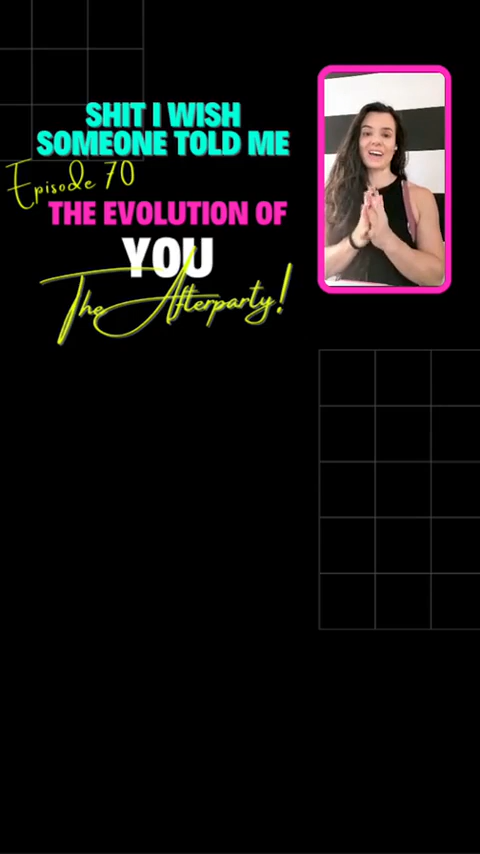 SHIT I WISH
SOMEONE TOLD ME
Episode 70
THE EVOLUTION OF
YOU
The Afterparty!